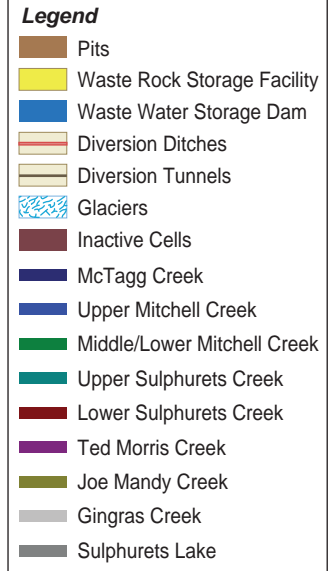 Legend
Pits
Waste Rock Storage Facility
Waste Water Storage Dam
Diversion Ditches
Diversion Tunnels
Glaciers
Inactive Cells
McTagg Creek
Upper Mitchell Creek
Middle/Lower Mitchell Creek
Upper Sulphurets Creek
Lower Sulphurets Creek
Ted Morris Creek
Joe Mandy Creek
Gingras Creek
Sulphurets Lake